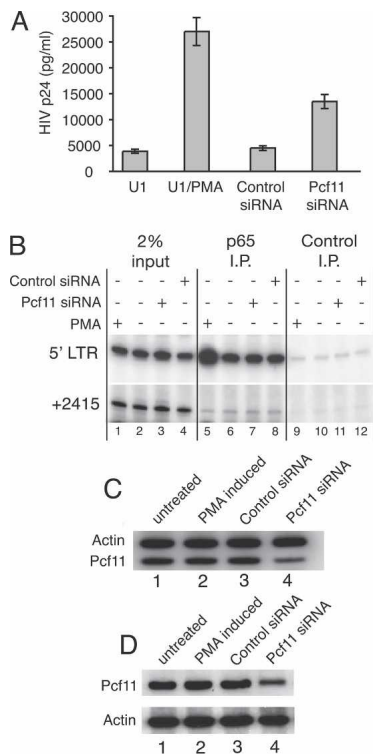 A
HIV p24 (pg/ml)
30000
25000
20000
15000
10000
5000
0
U1
U1/PMA
Control siRNA
Pcf11 siRNA
B
2% input
p65 I.P.
Control I.P.
Control siRNA - - - + - - - + - - - +
Pcf11 siRNA - - + - - - + - - - + -
PMA + - - - + - - - + - - -
5' LTR
+2415
1 2 3 4 5 6 7 8 9 10 11 12
C
untreated
PMA induced
Control siRNA
Pcf11 siRNA
Actin
Pcf11
1 2 3 4
D
untreated
PMA induced
Control siRNA
Pcf11 siRNA
Pcf11
Actin
1 2 3 4